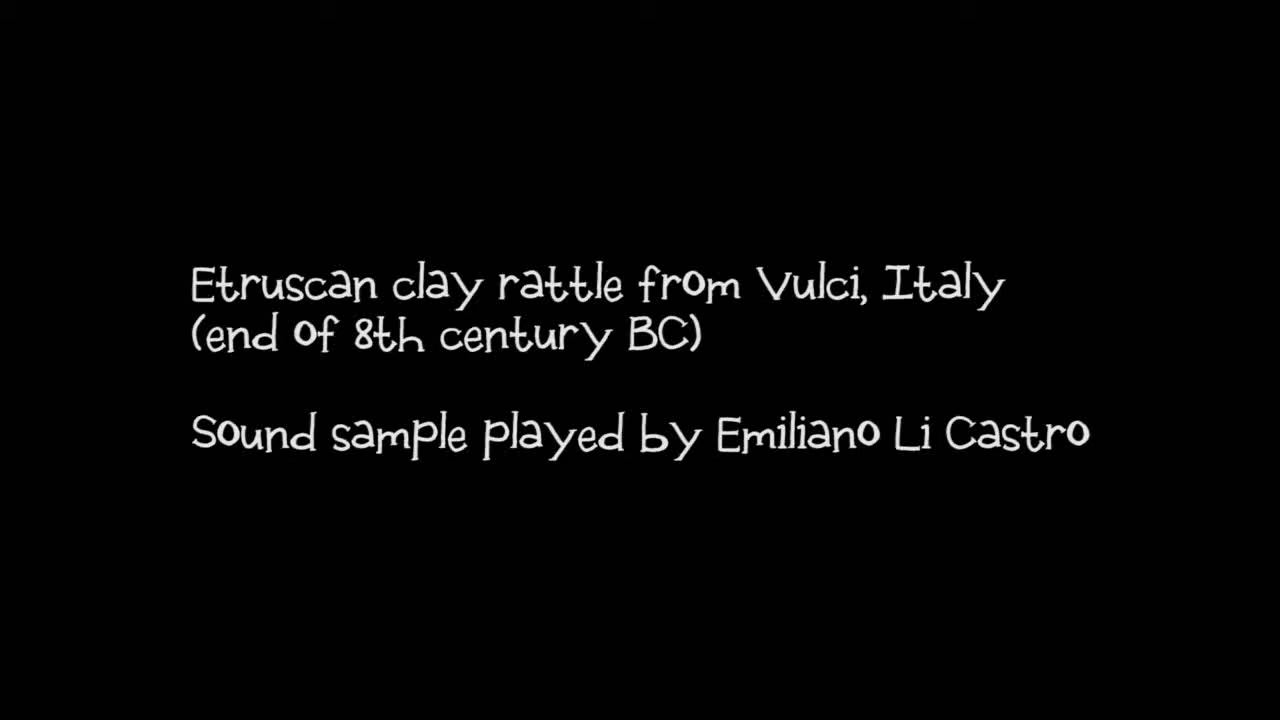 Etruscan clay rattle from Vulci, Italy
(end of 8th century BC)
Sound sample played by Emiliano Li Castro